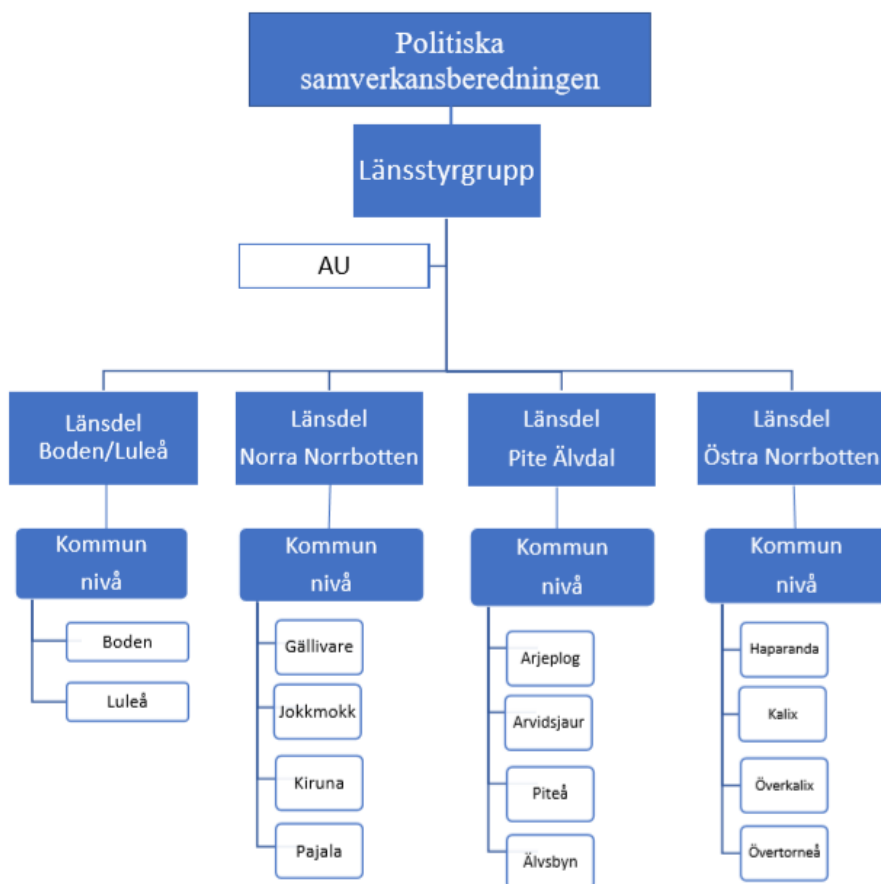 Politiska
samverkansberedningen
Länsstyrgrupp
AU
Länsdel
Boden/Luleå
Kommun
nivå
Boden
Luleå
Länsdel
Norra Norrbotten
Kommun
nivå
Gällivare
Jokkmokk
Kiruna
Pajala
Länsdel
Pite Älvdal
Kommun
nivå
Arjeplog
Arvidsjaur
Piteå
Älvsbyn
Länsdel
Östra Norrbotten
Kommun
nivå
Haparanda
Kalix
Överkalix
Övertorneå